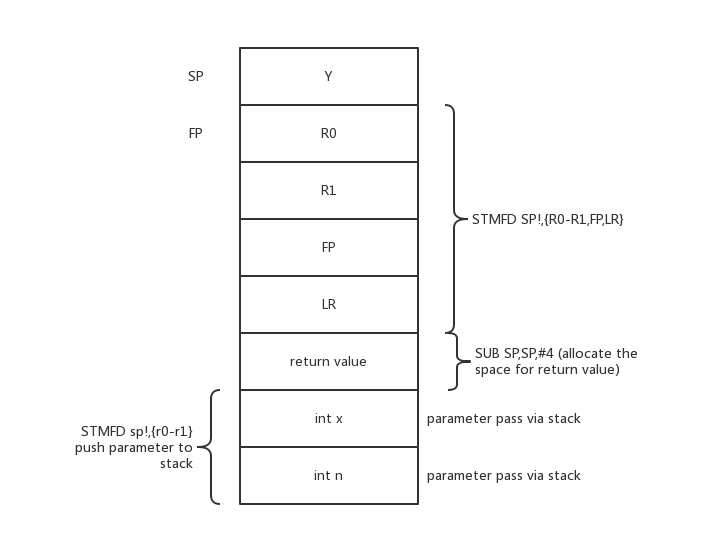 SP
Y
FP
R0
R1
STMFD SP!,{R0-R1,FP,LR}
FP
LR
return value
SUB SP,SP,#4 (allocate the
space for return value)
int x
parameter pass via stack
STMFD sp!,{r0-r1}
push parameter to
stack
int n
parameter pass via stack